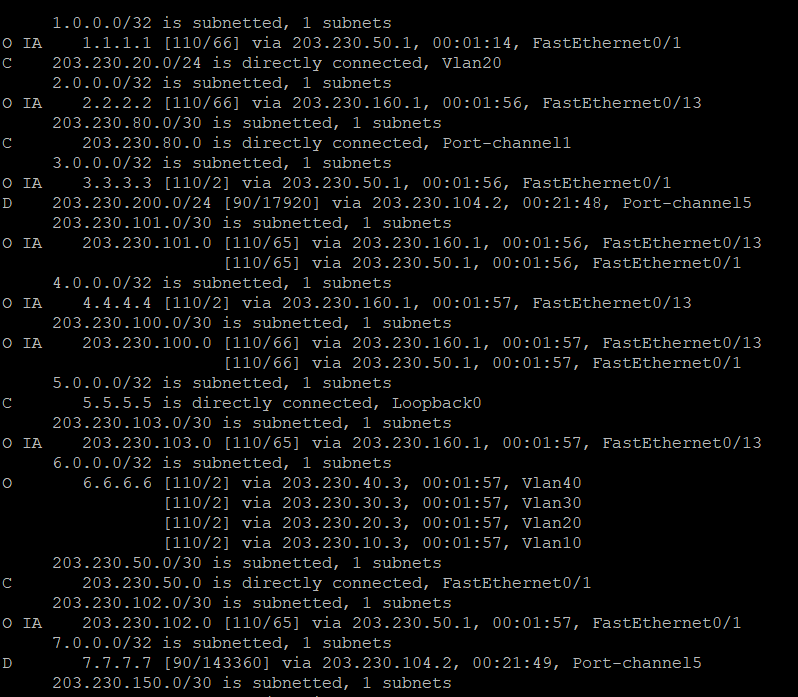 1.0.0.0/32 is subnetted, 1 subnets
O IA 1.1.1.1 [110/66] via 203.230.50.1, 00:01:14, FastEthernet0/1
C 203.230.20.0/24 is directly connected, Vlan20
2.0.0.0/32 is subnetted, 1 subnets
O IA 2.2.2.2 [110/66] via 203.230.160.1, 00:01:56, FastEthernet0/13
203.230.80.0/30 is subnetted, 1 subnets
C 203.230.80.0 is directly connected, Port-channel1
3.0.0.0/32 is subnetted, 1 subnets
O IA 3.3.3.3 [110/2] via 203.230.50.1, 00:01:56, FastEthernet0/1
D 203.230.200.0/24 [90/17920] via 203.230.104.2, 00:21:48, Port-channel5
203.230.101.0/30 is subnetted, 1 subnets
O IA 203.230.101.0 [110/65] via 203.230.160.1, 00:01:56, FastEthernet0/13
[110/65] via 203.230.50.1, 00:01:56, FastEthernet0/1
4.0.0.0/32 is subnetted, 1 subnets
O IA 4.4.4.4 [110/2] via 203.230.160.1, 00:01:57, FastEthernet0/13
203.230.100.0/30 is subnetted, 1 subnets
O IA 203.230.100.0 [110/66] via 203.230.160.1, 00:01:57, FastEthernet0/13
[110/66] via 203.230.50.1, 00:01:57, FastEthernet0/1
5.0.0.0/32 is subnetted, 1 subnets
C 5.5.5.5 is directly connected, Loopback0
203.230.103.0/30 is subnetted, 1 subnets
O IA 203.230.103.0 [110/65] via 203.230.160.1, 00:01:57, FastEthernet0/13
6.0.0.0/32 is subnetted, 1 subnets
O 6.6.6.6 [110/2] via 203.230.40.3, 00:01:57, Vlan40
[110/2] via 203.230.30.3, 00:01:57, Vlan30
[110/2] via 203.230.20.3, 00:01:57, Vlan20
[110/2] via 203.230.10.3, 00:01:57, Vlan10
203.230.50.0/30 is subnetted, 1 subnets
C 203.230.50.0 is directly connected, FastEthernet0/1
203.230.102.0/30 is subnetted, 1 subnets
O IA 203.230.102.0 [110/65] via 203.230.50.1, 00:01:57, FastEthernet0/1
7.0.0.0/32 is subnetted, 1 subnets
D 7.7.7.7 [90/143360] via 203.230.104.2, 00:21:49, Port-channel5
203.230.150.0/30 is subnetted, 1 subnets